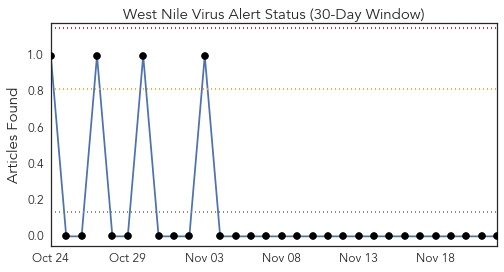 West Nile Virus Alert Status (30-Day Window)
Articles Found
1.0
0.8
0.6
0.4
0.2
0.0
Oct 24 Oct 29 Nov 03 Nov 08 Nov 13 Nov 18